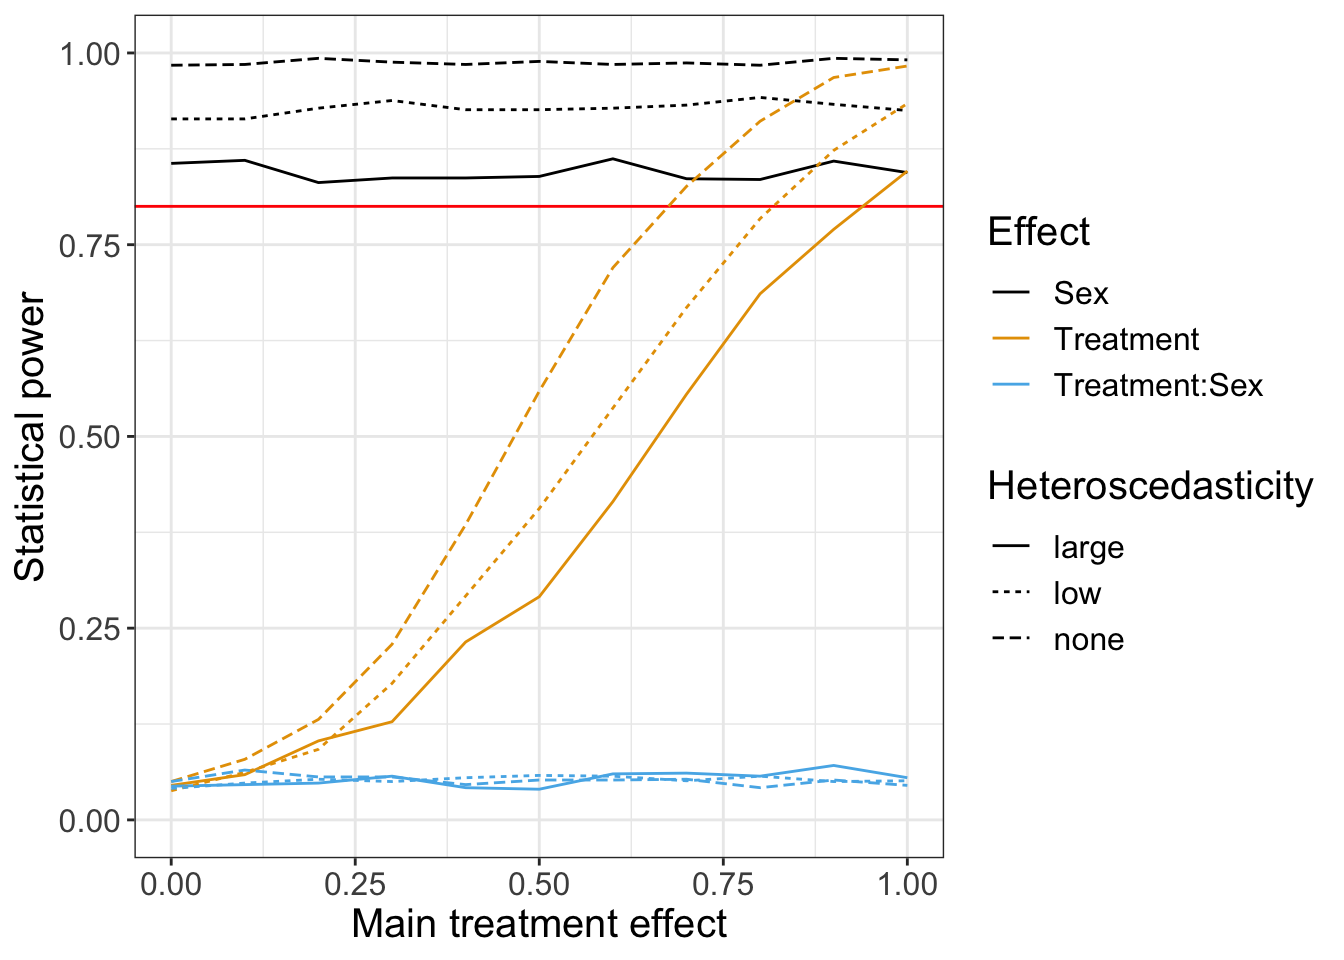 1.00
0.75
0.50
0.25
0.00
Statistical power
0.00 0.25 0.50 0.75 1.00
Main treatment effect
Effect
Sex
Treatment
Treatment:Sex
Heteroscedasticity
large
low
none